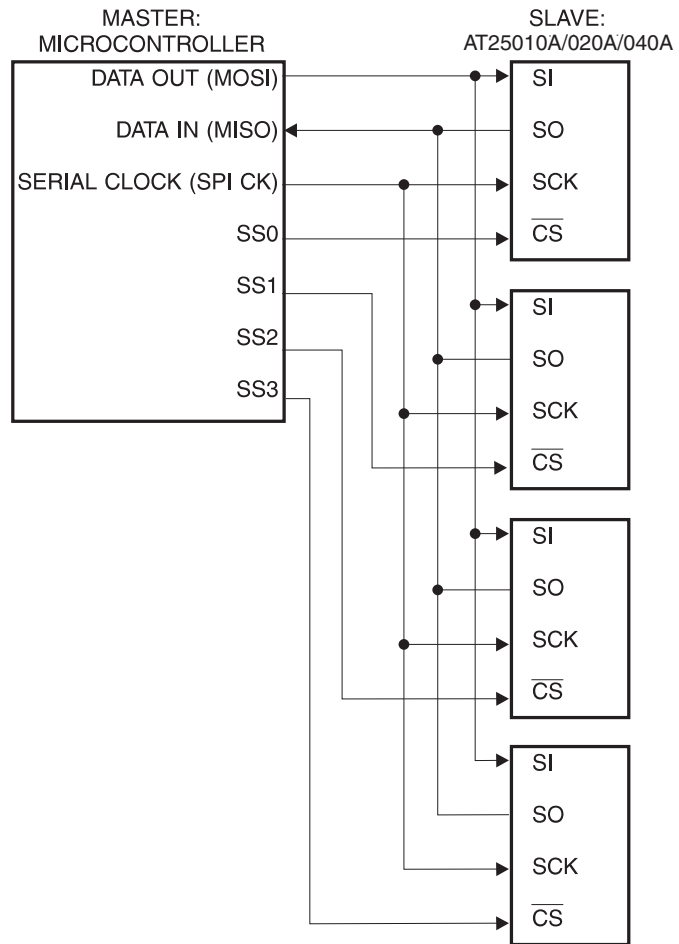 MASTER:
MICROCONTROLLER
DATA OUT (MOSI)
DATA IN (MISO)
SERIAL CLOCK (SPI CK)
SS0
SS1
SS2
SS3
SLAVE:
AT25010A/020A/040A
SI
SO
SCK
CS
SI
SO
SCK
CS
SI
SO
SCK
CS
SI
SO
SCK
CS